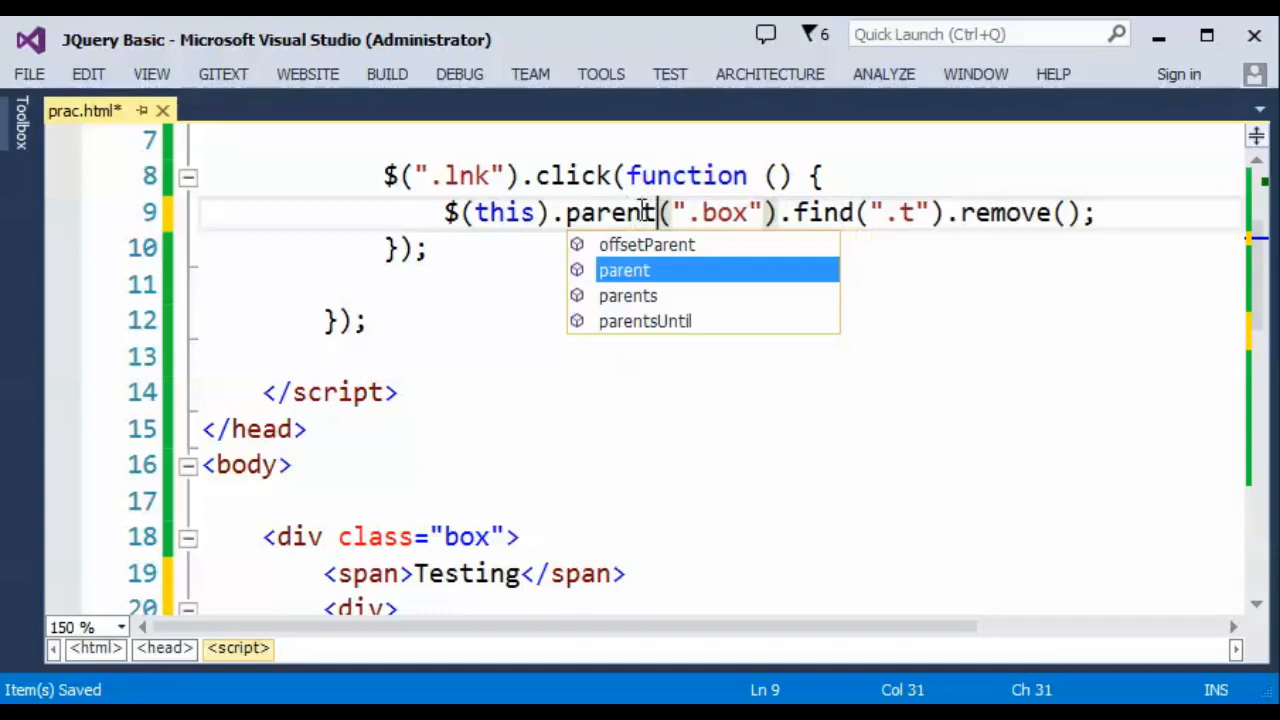 JQuery Basic - Microsoft Visual Studio (Administrator)
6
Quick Launch (Ctrl+Q)
FILE EDIT VIEW GITEXT WEBSITE BUILD DEBUG TEAM TOOLS TEST ARCHITECTURE ANALYZE WINDOW HELP Sign in
Toolbox
prac.html*
7
8 $(".lnk").click(function () {
9 $(this).parent(".box").find(".t").remove();
offsetParent
parent
parents
parentsUntil
10 });
11
12 });
13
14 </script>
15 </head>
16 <body>
17
18 <div class="box">
19 <span>Testing</span>
20 <div>
150 %
<html> <head> <script>
Item(s) Saved Ln 9 Col 31 Ch 31 INS